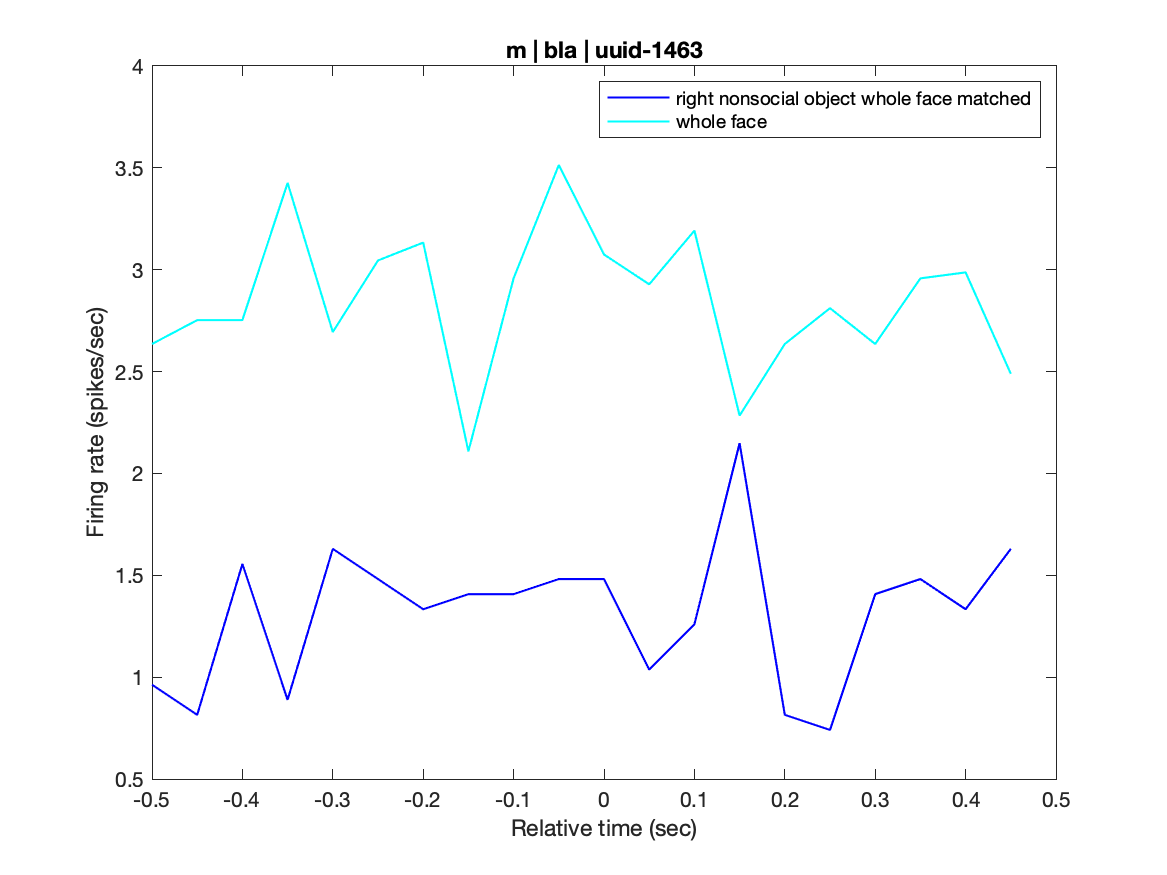 m | bla | uuid-1463
right nonsocial object whole face matched
whole face
4
3.5
3
2.5
2
1.5
1
0.5
Firing rate (spikes/sec)
-0.5 -0.4 -0.3 -0.2 -0.1 0 0.1 0.2 0.3 0.4 0.5
Relative time (sec)